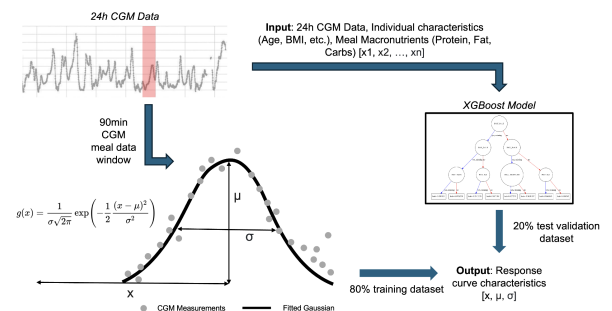 24h CGM Data
Input: 24h CGM Data, Individual characteristics
(Age, BMI, etc.), Meal Macronutrients (Protein, Fat,
Carbs) [x1, x2, …, xn]
XGBoost Model
90min
CGM
meal data
window
g(x) = 1/(σ√2π) exp(−1/2 (x − μ)²/σ²)
μ
σ
x
20% test validation
dataset
80% training dataset
Output: Response
curve characteristics
[x, μ, σ]
CGM Measurements
Fitted Gaussian